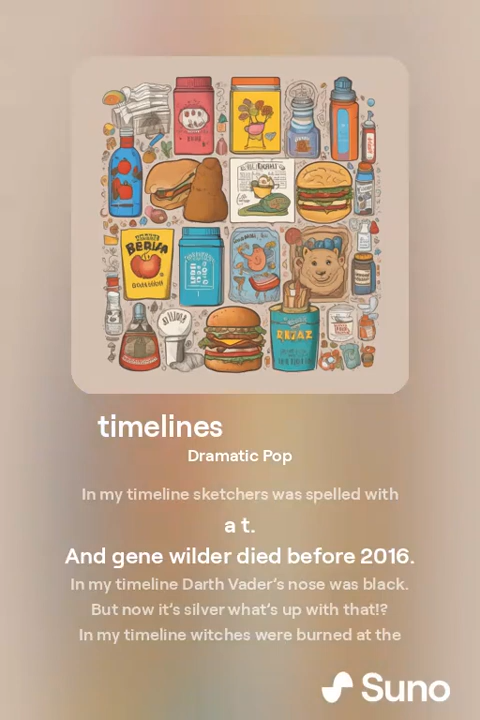 timelines
Dramatic Pop
In my timeline sketchers was spelled with
a t.
And gene wilder died before 2016.
In my timeline Darth Vader's nose was black.
But now it's silver what's up with that!?
In my timeline witches were burned at the
Suno